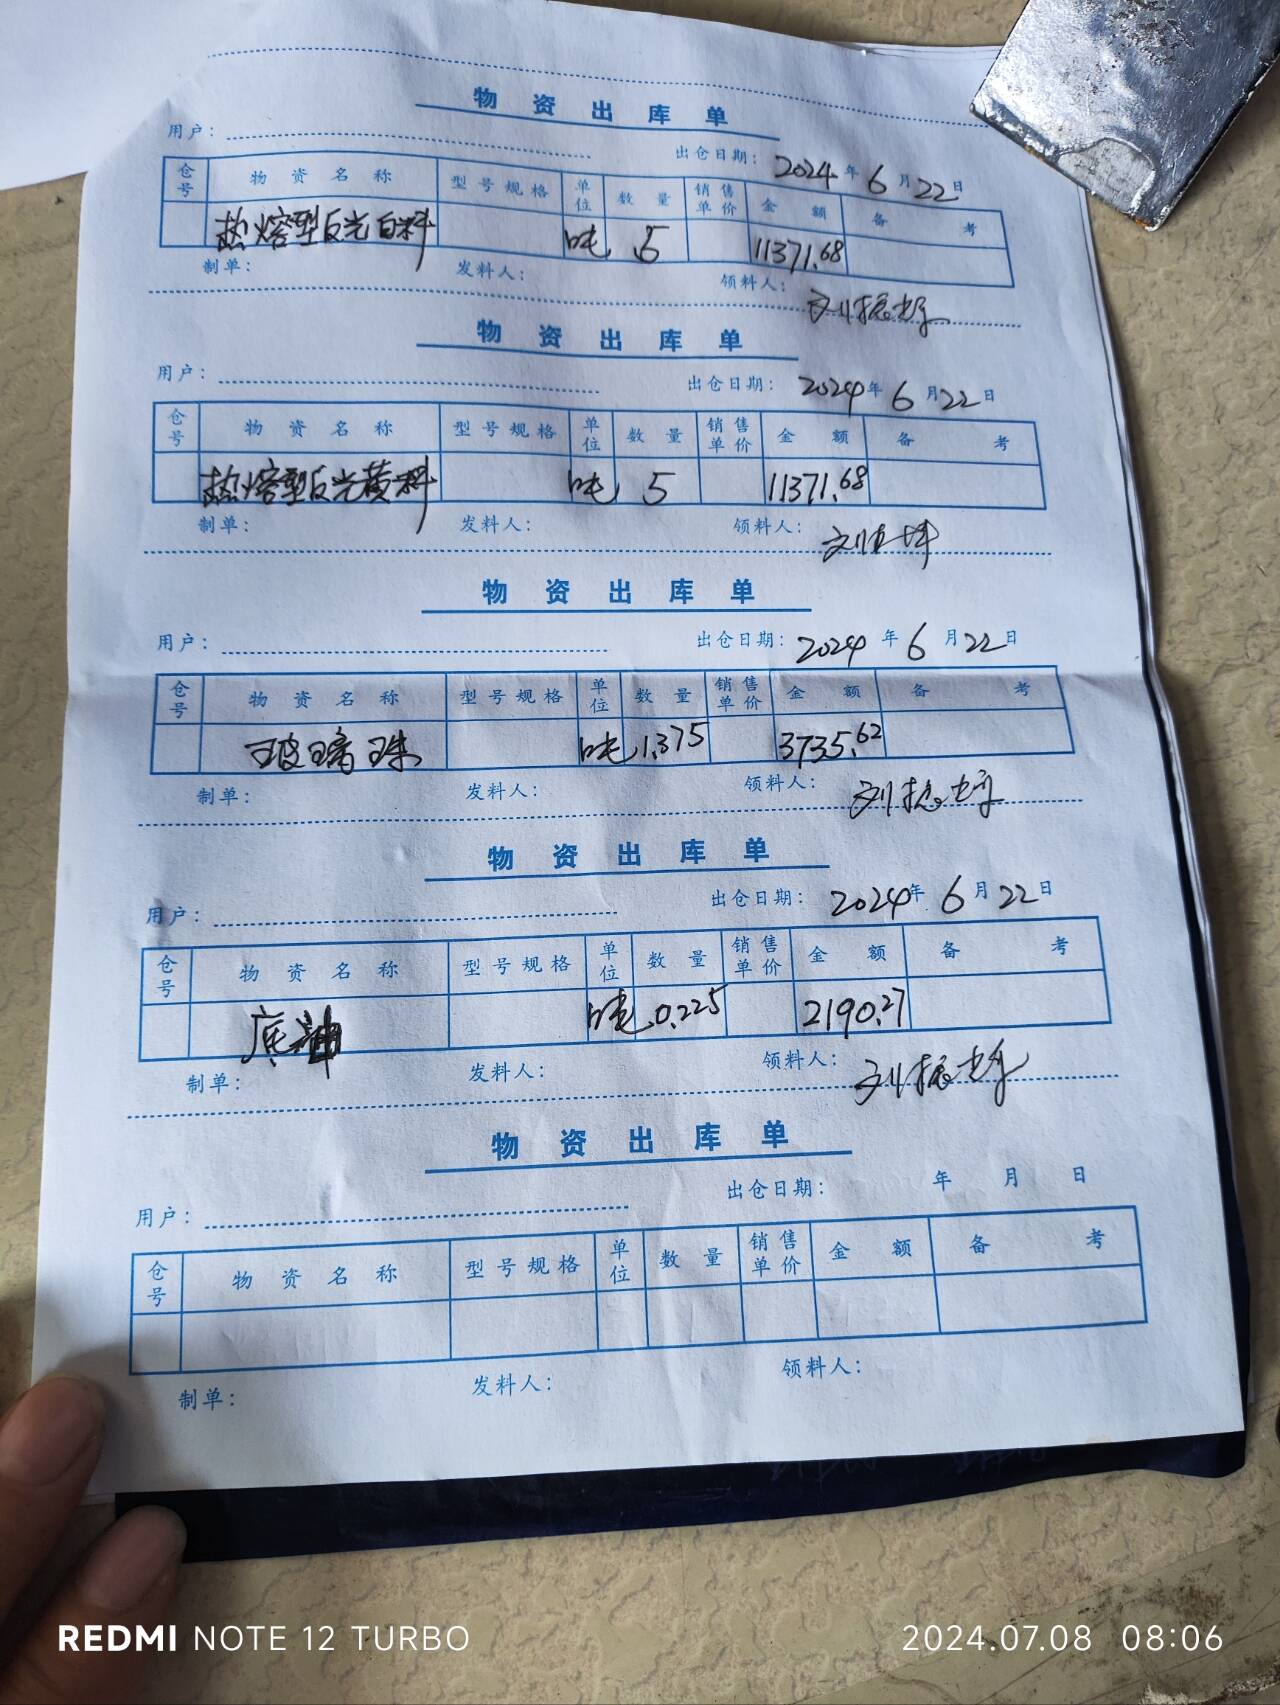 物资出库单
用户：
出仓日期：2024年6月22日
仓号 物资名称 型号规格 单位 数量 销售单价 金额 备考
热熔型反光白料 吨 5 11371.68
制单： 发料人： 领料人：刘
物资出库单
用户：
出仓日期：2024年6月22日
仓号 物资名称 型号规格 单位 数量 销售单价 金额 备考
热熔型反光黄料 吨 5 11371.68
制单： 发料人： 领料人：刘
物资出库单
用户：
出仓日期：2024年6月22日
仓号 物资名称 型号规格 单位 数量 销售单价 金额 备考
玻璃珠 吨 1.375 3735.62
制单： 发料人： 领料人：刘
物资出库单
用户：
出仓日期：2024年6月22日
仓号 物资名称 型号规格 单位 数量 销售单价 金额 备考
底油 吨 0.225 2190.27
制单： 发料人： 领料人：刘
物资出库单
用户：
出仓日期： 年 月 日
仓号 物资名称 型号规格 单位 数量 销售单价 金额 备考
制单： 发料人： 领料人：
REDMI NOTE 12 TURBO
2024.07.08 08:06